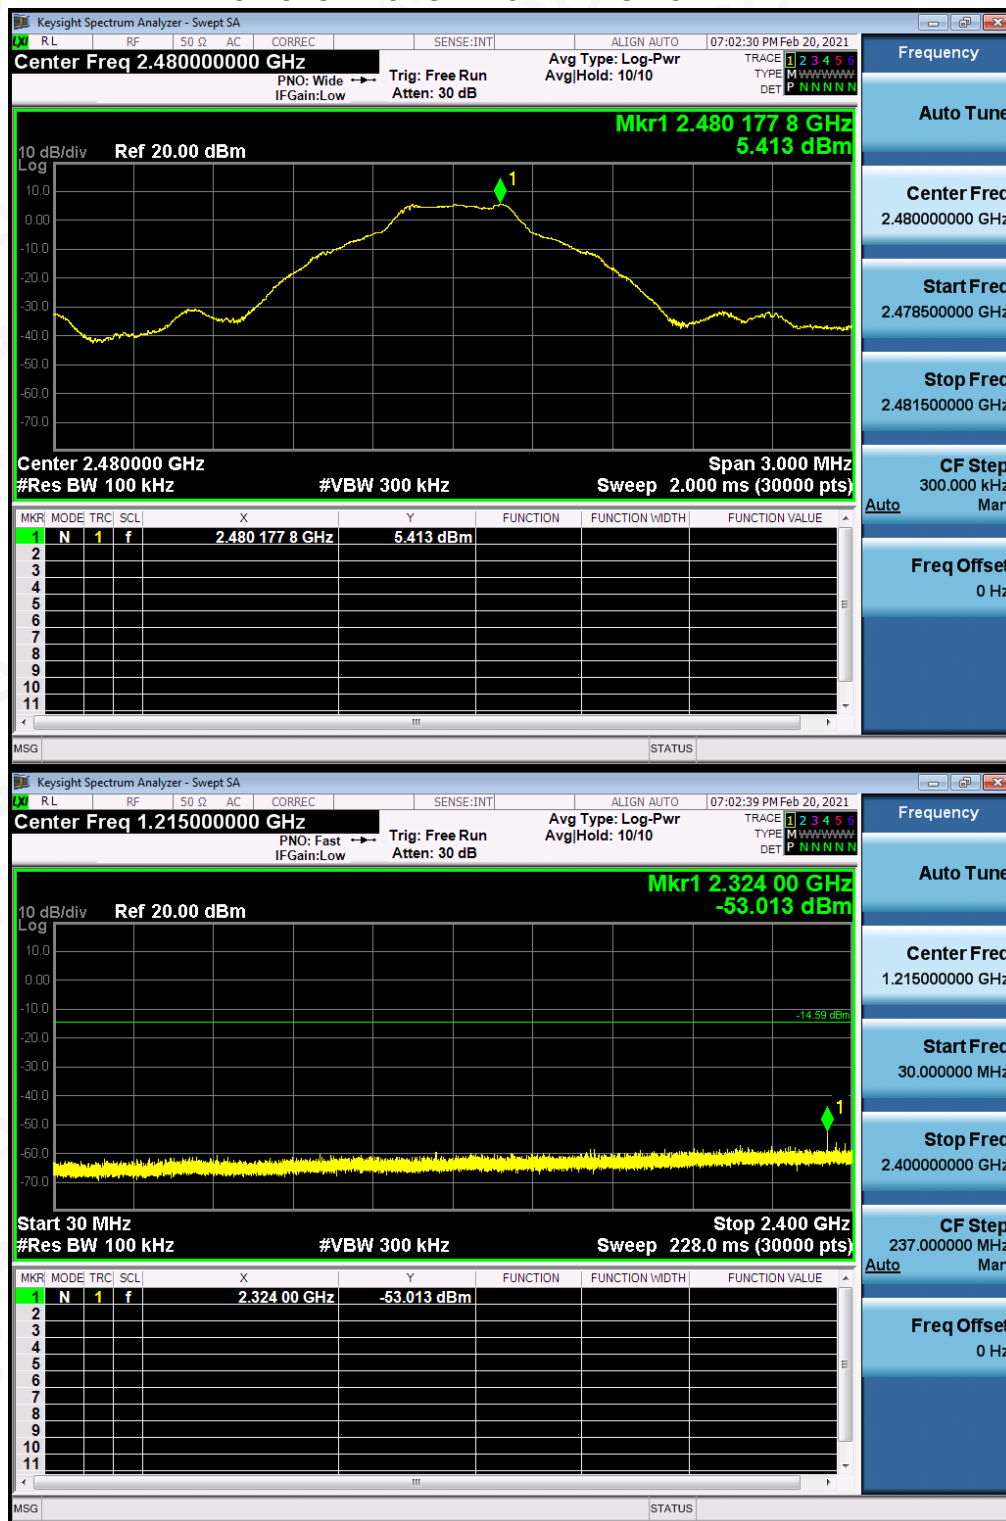 Keysight Spectrum Analyzer - Swept SA
LXI RL RF 50 Ω AC CORREC SENSE:INT ALIGN AUTO 07:02:30 PM Feb 20, 2021
Center Freq 2.480000000 GHz
PNO: Wide
IFGain:Low
Trig: Free Run
Atten: 30 dB
Avg Type: Log-Pwr
Avg|Hold: 10/10
TRACE 1 2 3 4 5 6
TYPE M WWWWW
DET P N N N N N
Mkr1 2.480 177 8 GHz
5.413 dBm
10 dB/div Ref 20.00 dBm
Log
10.0
0.00
-10.0
-20.0
-30.0
-40.0
-50.0
-60.0
-70.0
1
Center 2.480000 GHz Span 3.000 MHz
#Res BW 100 kHz #VBW 300 kHz Sweep 2.000 ms (30000 pts)
MKR MODE TRC SCL X Y FUNCTION FUNCTION WIDTH FUNCTION VALUE
1 N 1 f 2.480 177 8 GHz 5.413 dBm
2
3
4
5
6
7
8
9
10
11
MSG STATUS
Frequency
Auto Tune
Center Freq
2.480000000 GHz
Start Freq
2.478500000 GHz
Stop Freq
2.481500000 GHz
CF Step
300.000 kHz
Auto Man
Freq Offset
0 Hz
Keysight Spectrum Analyzer - Swept SA
LXI RL RF 50 Ω AC CORREC SENSE:INT ALIGN AUTO 07:02:39 PM Feb 20, 2021
Center Freq 1.215000000 GHz
PNO: Fast
IFGain:Low
Trig: Free Run
Atten: 30 dB
Avg Type: Log-Pwr
Avg|Hold: 10/10
TRACE 1 2 3 4 5 6
TYPE M WWWWW
DET P N N N N N
Mkr1 2.324 00 GHz
-53.013 dBm
10 dB/div Ref 20.00 dBm
Log
10.0
0.00
-10.0
-20.0
-30.0
-40.0
-50.0
-60.0
-70.0
-14.59 dBm
1
Start 30 MHz Stop 2.400 GHz
#Res BW 100 kHz #VBW 300 kHz Sweep 228.0 ms (30000 pts)
MKR MODE TRC SCL X Y FUNCTION FUNCTION WIDTH FUNCTION VALUE
1 N 1 f 2.324 00 GHz -53.013 dBm
2
3
4
5
6
7
8
9
10
11
MSG STATUS
Frequency
Auto Tune
Center Freq
1.215000000 GHz
Start Freq
30.000000 MHz
Stop Freq
2.400000000 GHz
CF Step
237.000000 MHz
Auto Man
Freq Offset
0 Hz